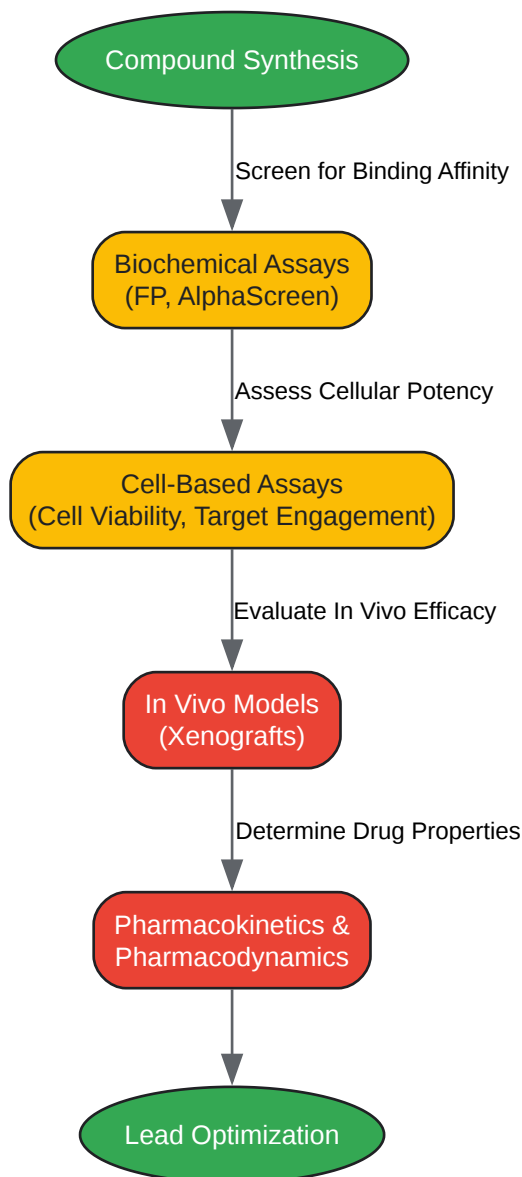 Compound Synthesis
Screen for Binding Affinity
Biochemical Assays
(FP, AlphaScreen)
Assess Cellular Potency
Cell-Based Assays
(Cell Viability, Target Engagement)
Evaluate In Vivo Efficacy
In Vivo Models
(Xenografts)
Determine Drug Properties
Pharmacokinetics &
Pharmacodynamics
Lead Optimization